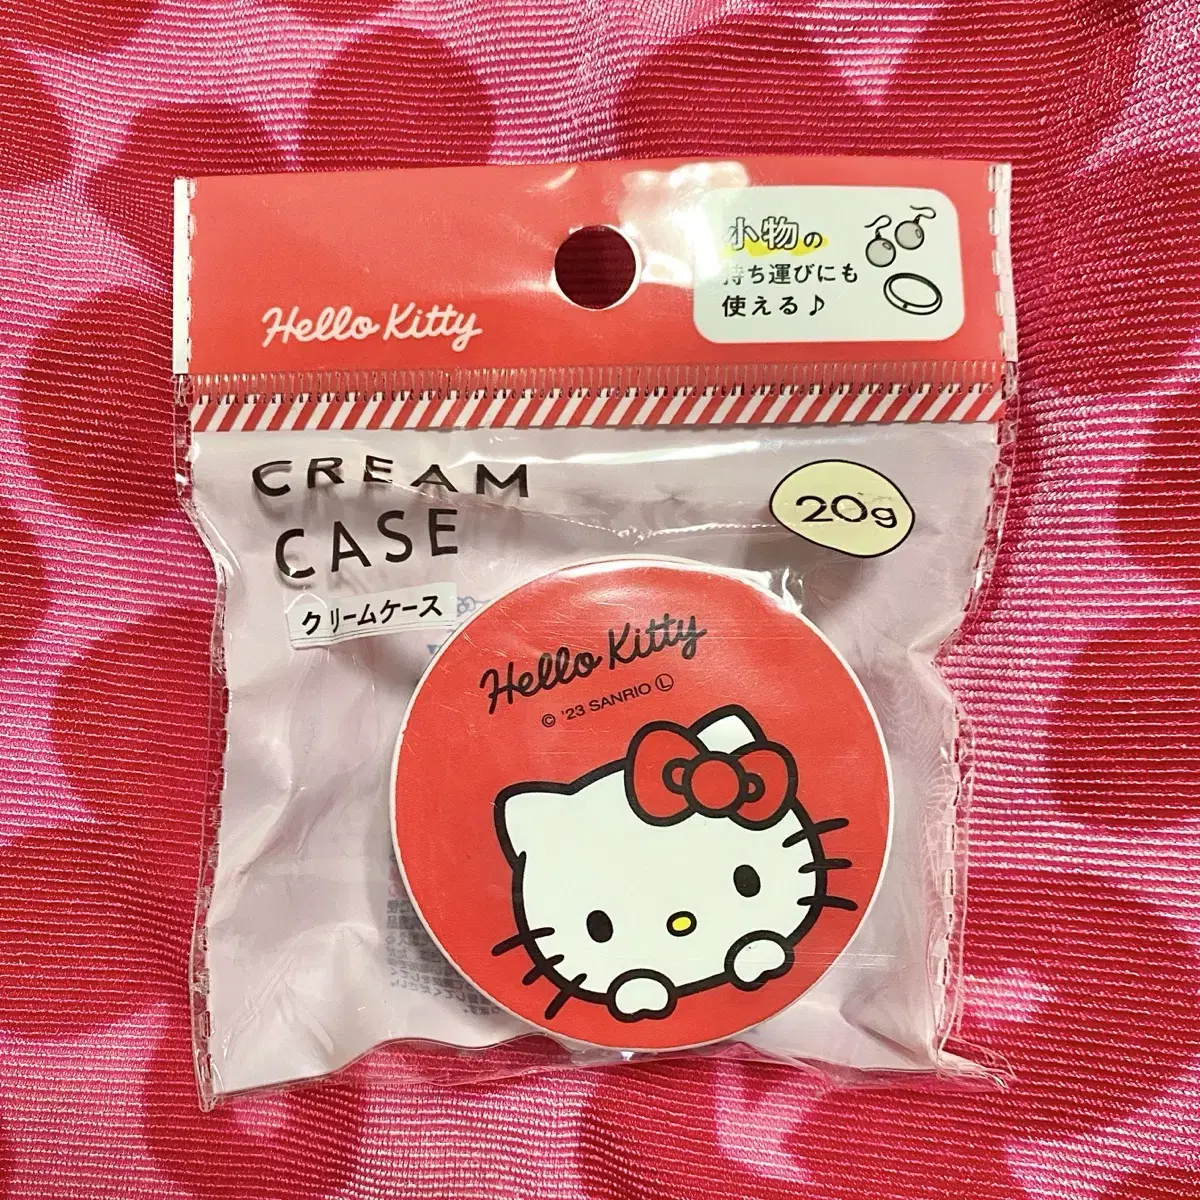 小物の
持ち運びにも
使える♪
Hello Kitty
CREAM
CASE
クリームケース
20g
Hello Kitty
© '23 SANRIO Ⓛ